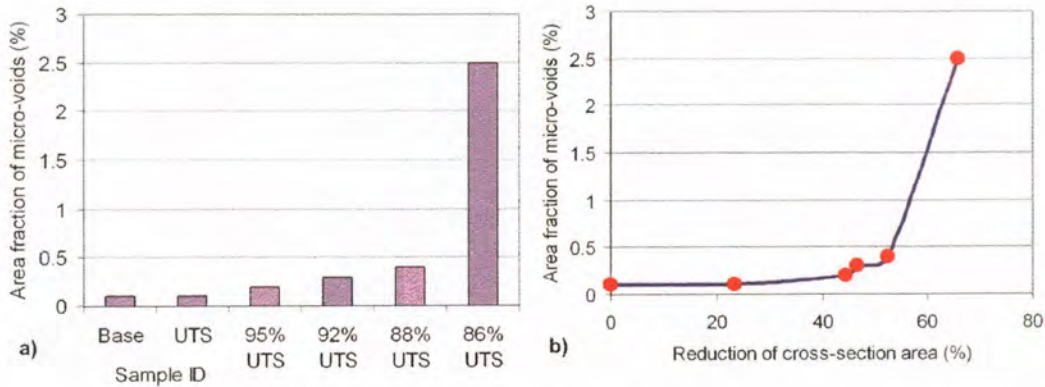 Area fraction of micro-voids (%)
3
2.5
2
1.5
1
0.5
0
Base UTS 95% 92% 88% 86%
UTS UTS UTS UTS
a)
Sample ID
Area fraction of micro-voids (%)
3
2.5
2
1.5
1
0.5
0
0 20 40 60 80
b)
Reduction of cross-section area (%)